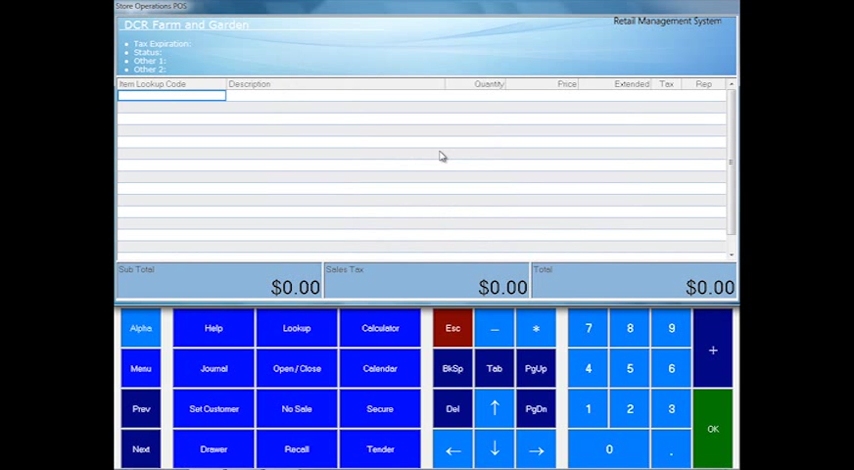 Store Operations POS
DCR Farm and Garden
Retail Management System
• Tax Expiration:
• Status:
• Other 1:
• Other 2:
Item Lookup Code Description Quantity Price Extended Tax Rep
Sub Total Sales Tax Total
$0.00 $0.00 $0.00
Alpha Help Lookup Calculator Esc – * 7 8 9 +
Menu Journal Open / Close Calendar BkSp Tab PgUp 4 5 6
Prev Set Customer No Sale Secure Del ↑ PgDn 1 2 3 OK
Next Drawer Recall Tender ← ↓ → 0 .